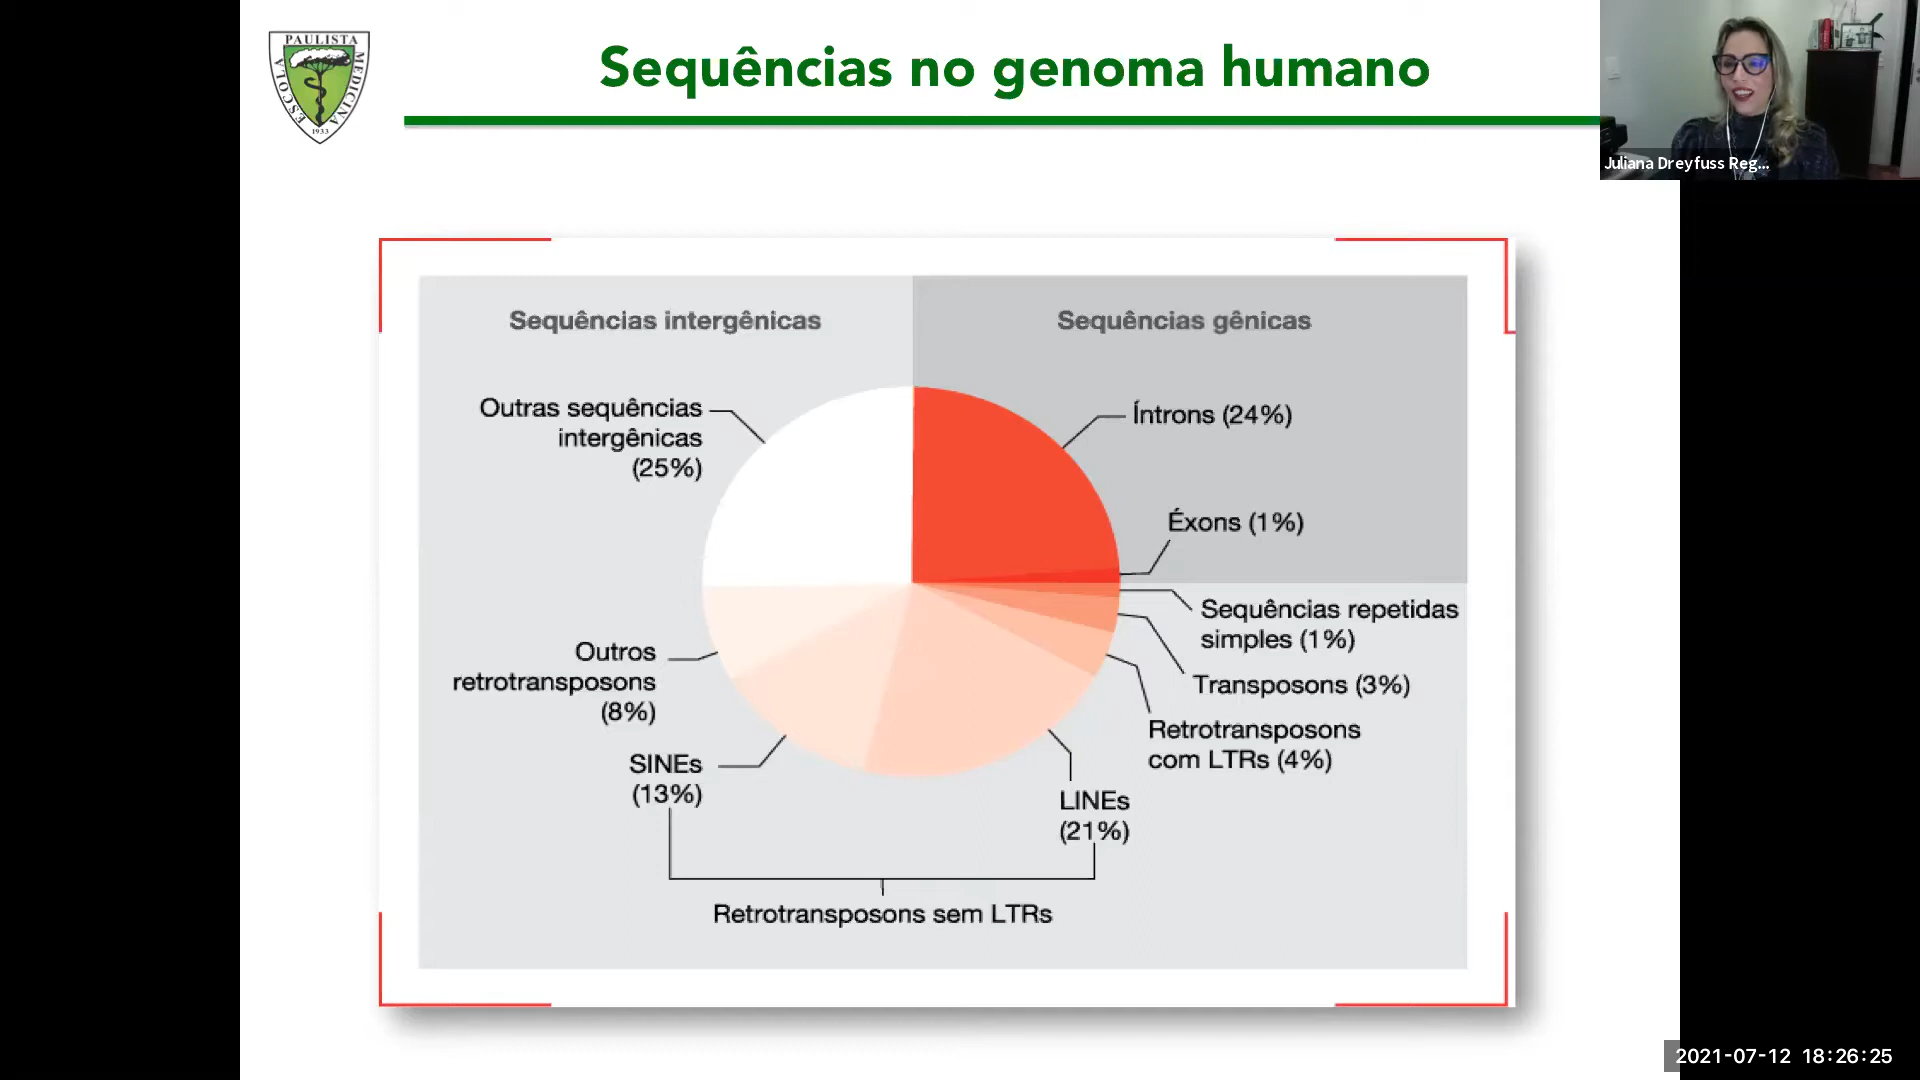 PAULISTA
ESCOLA
MEDICINA
1933
Sequências no genoma humano
Juliana Dreyfuss Reg...
Sequências intergênicas
Sequências gênicas
Outras sequências
intergênicas
(25%)
Íntrons (24%)
Éxons (1%)
Sequências repetidas
simples (1%)
Transposons (3%)
Retrotransposons
com LTRs (4%)
Outros
retrotransposons
(8%)
SINEs
(13%)
LINEs
(21%)
Retrotransposons sem LTRs
2021-07-12 18:26:25